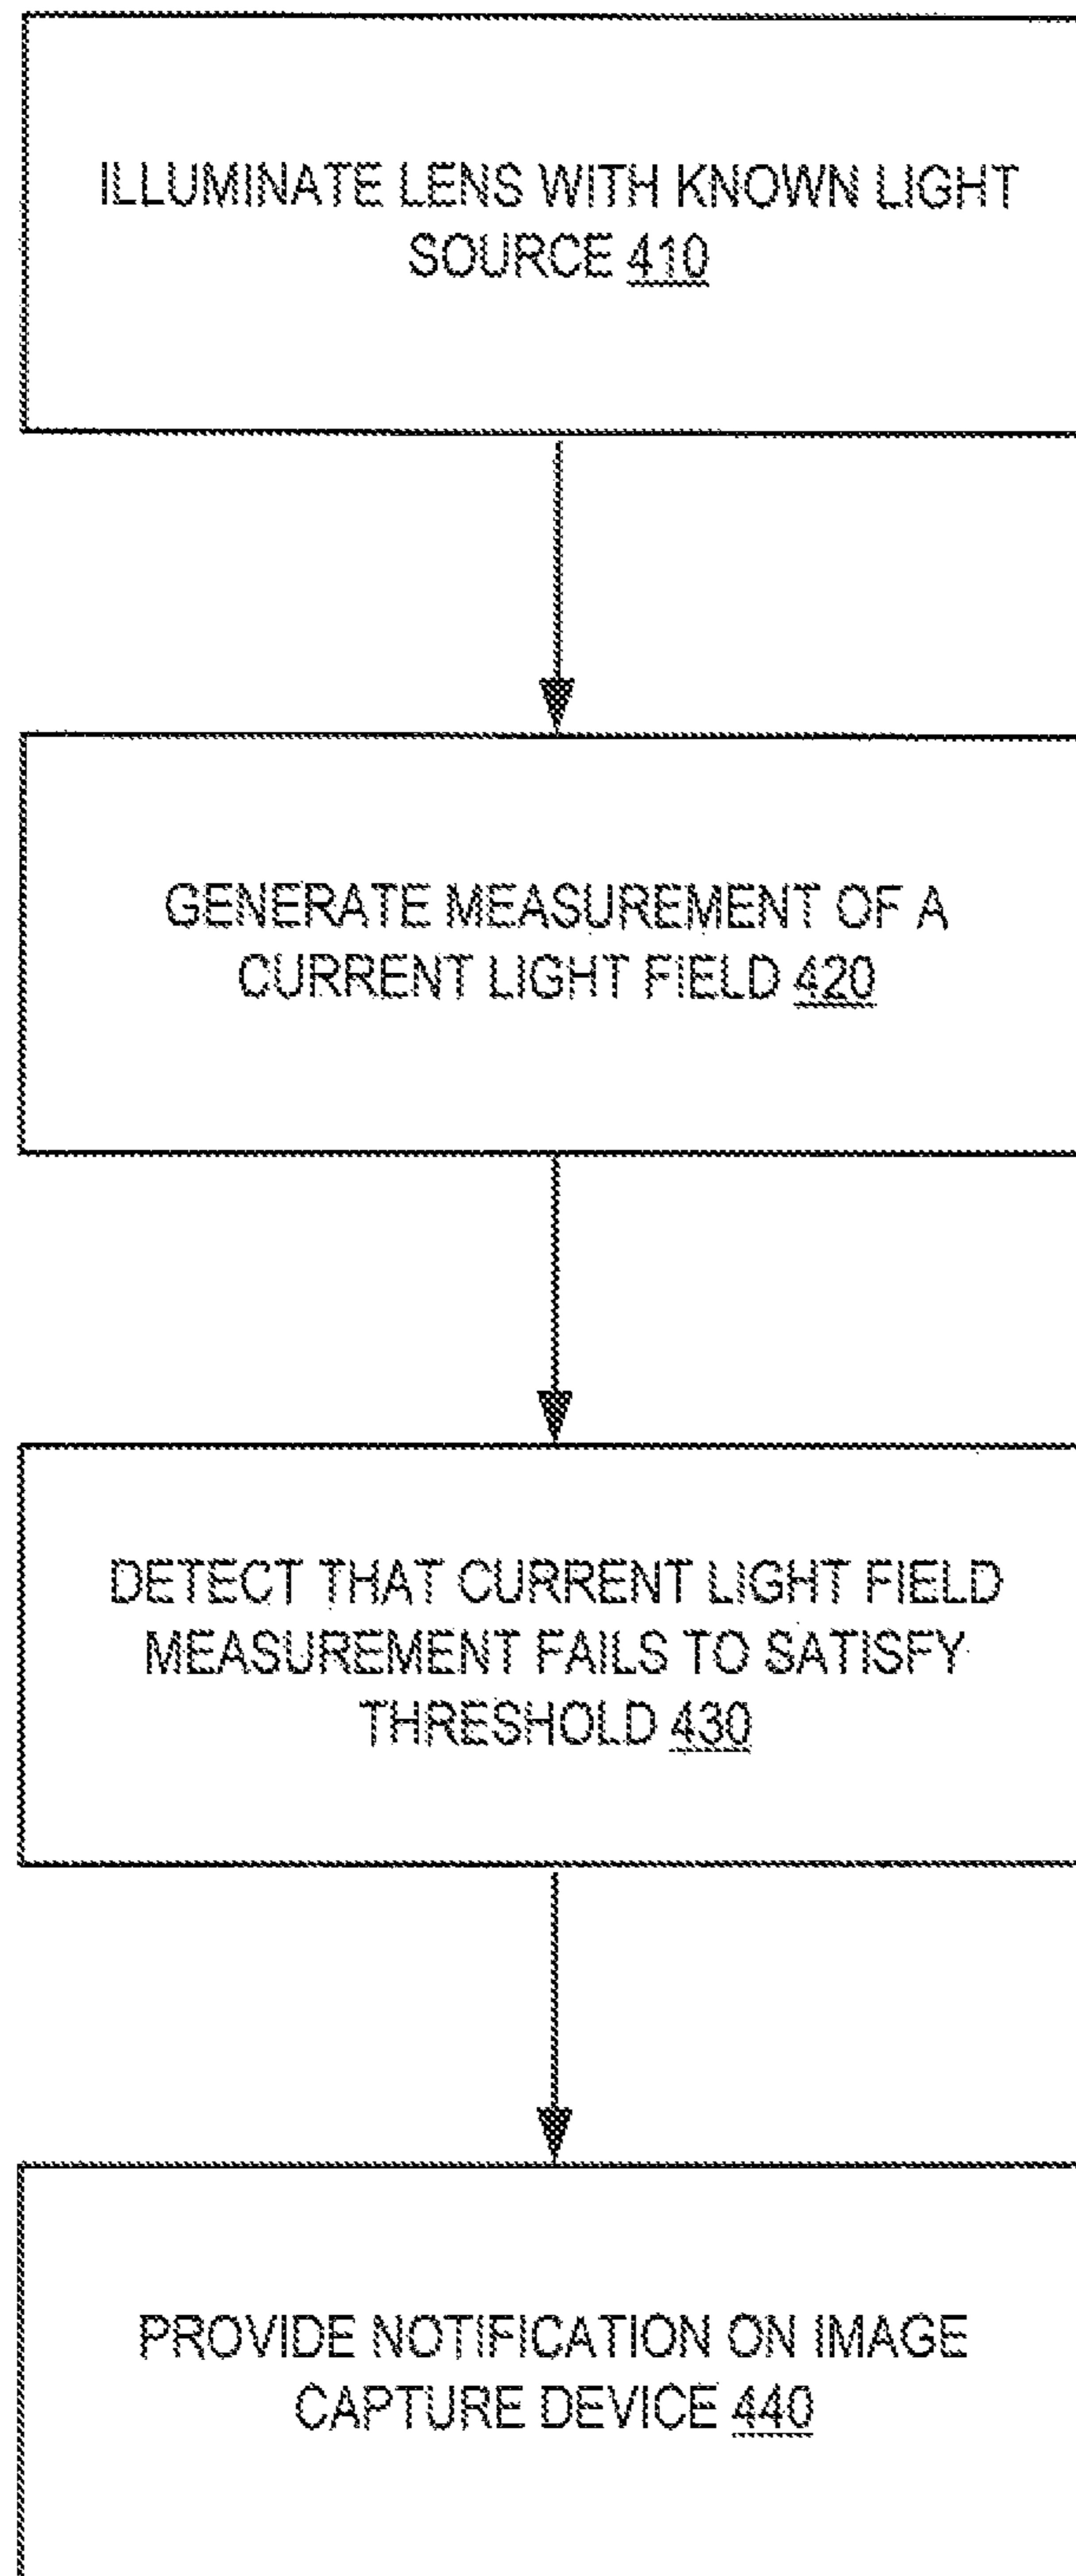 ILLUMINATE LENS WITH KNOWN LIGHT
SOURCE 410
GENERATE MEASUREMENT OF A
CURRENT LIGHT FIELD 420
DETECT THAT CURRENT LIGHT FIELD
MEASUREMENT FAILS TO SATISFY
THRESHOLD 430
PROVIDE NOTIFICATION ON IMAGE
CAPTURE DEVICE 440